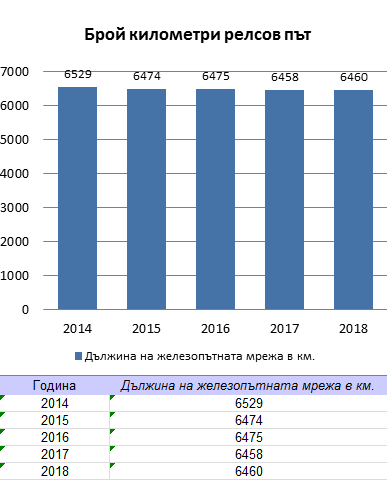 Брой километри релсов път
6529 6474 6475 6458 6460
7000
6000
5000
4000
3000
2000
1000
0
2014 2015 2016 2017 2018
Дължина на железопътната мрежа в км.
Година Дължина на железопътната мрежа в км.
2014 6529
2015 6474
2016 6475
2017 6458
2018 6460